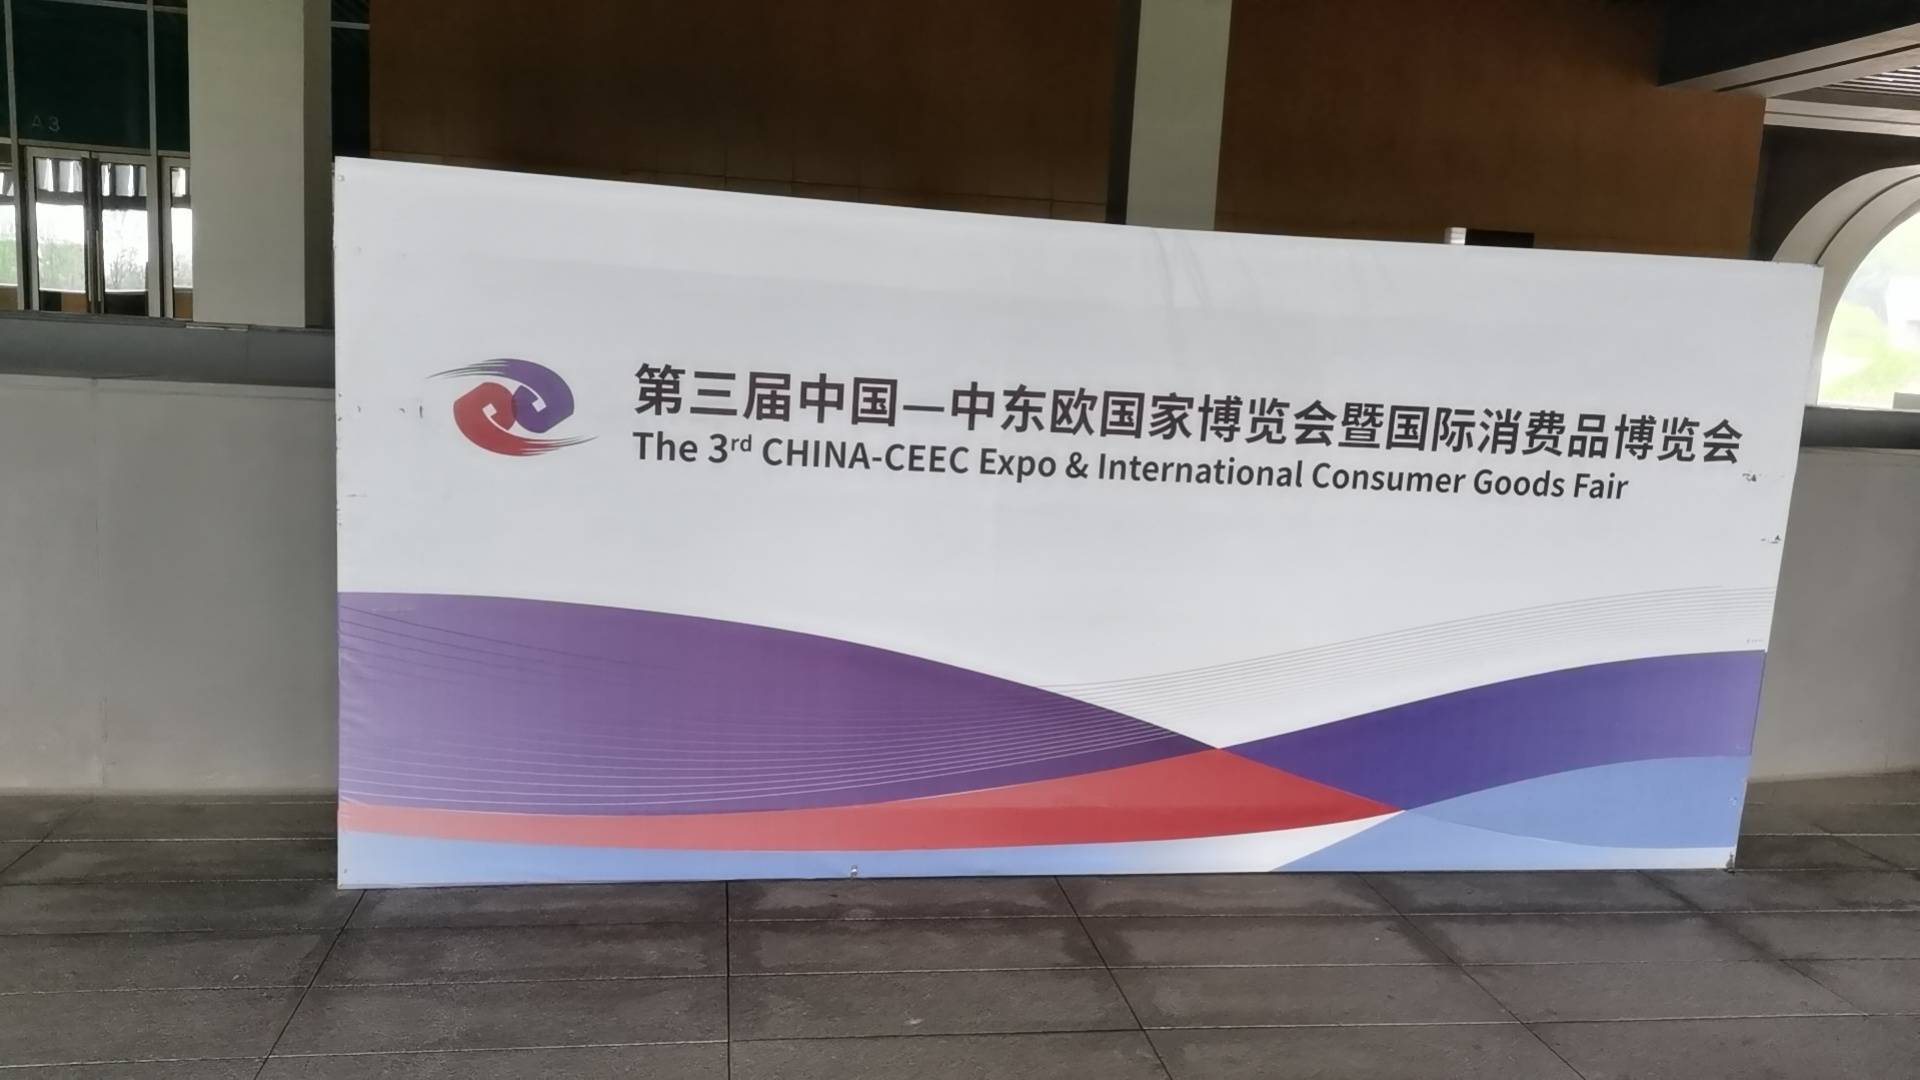 第三届中国—中东欧国家博览会暨国际消费品博览会
The 3rd CHINA-CEEC Expo & International Consumer Goods Fair
A3